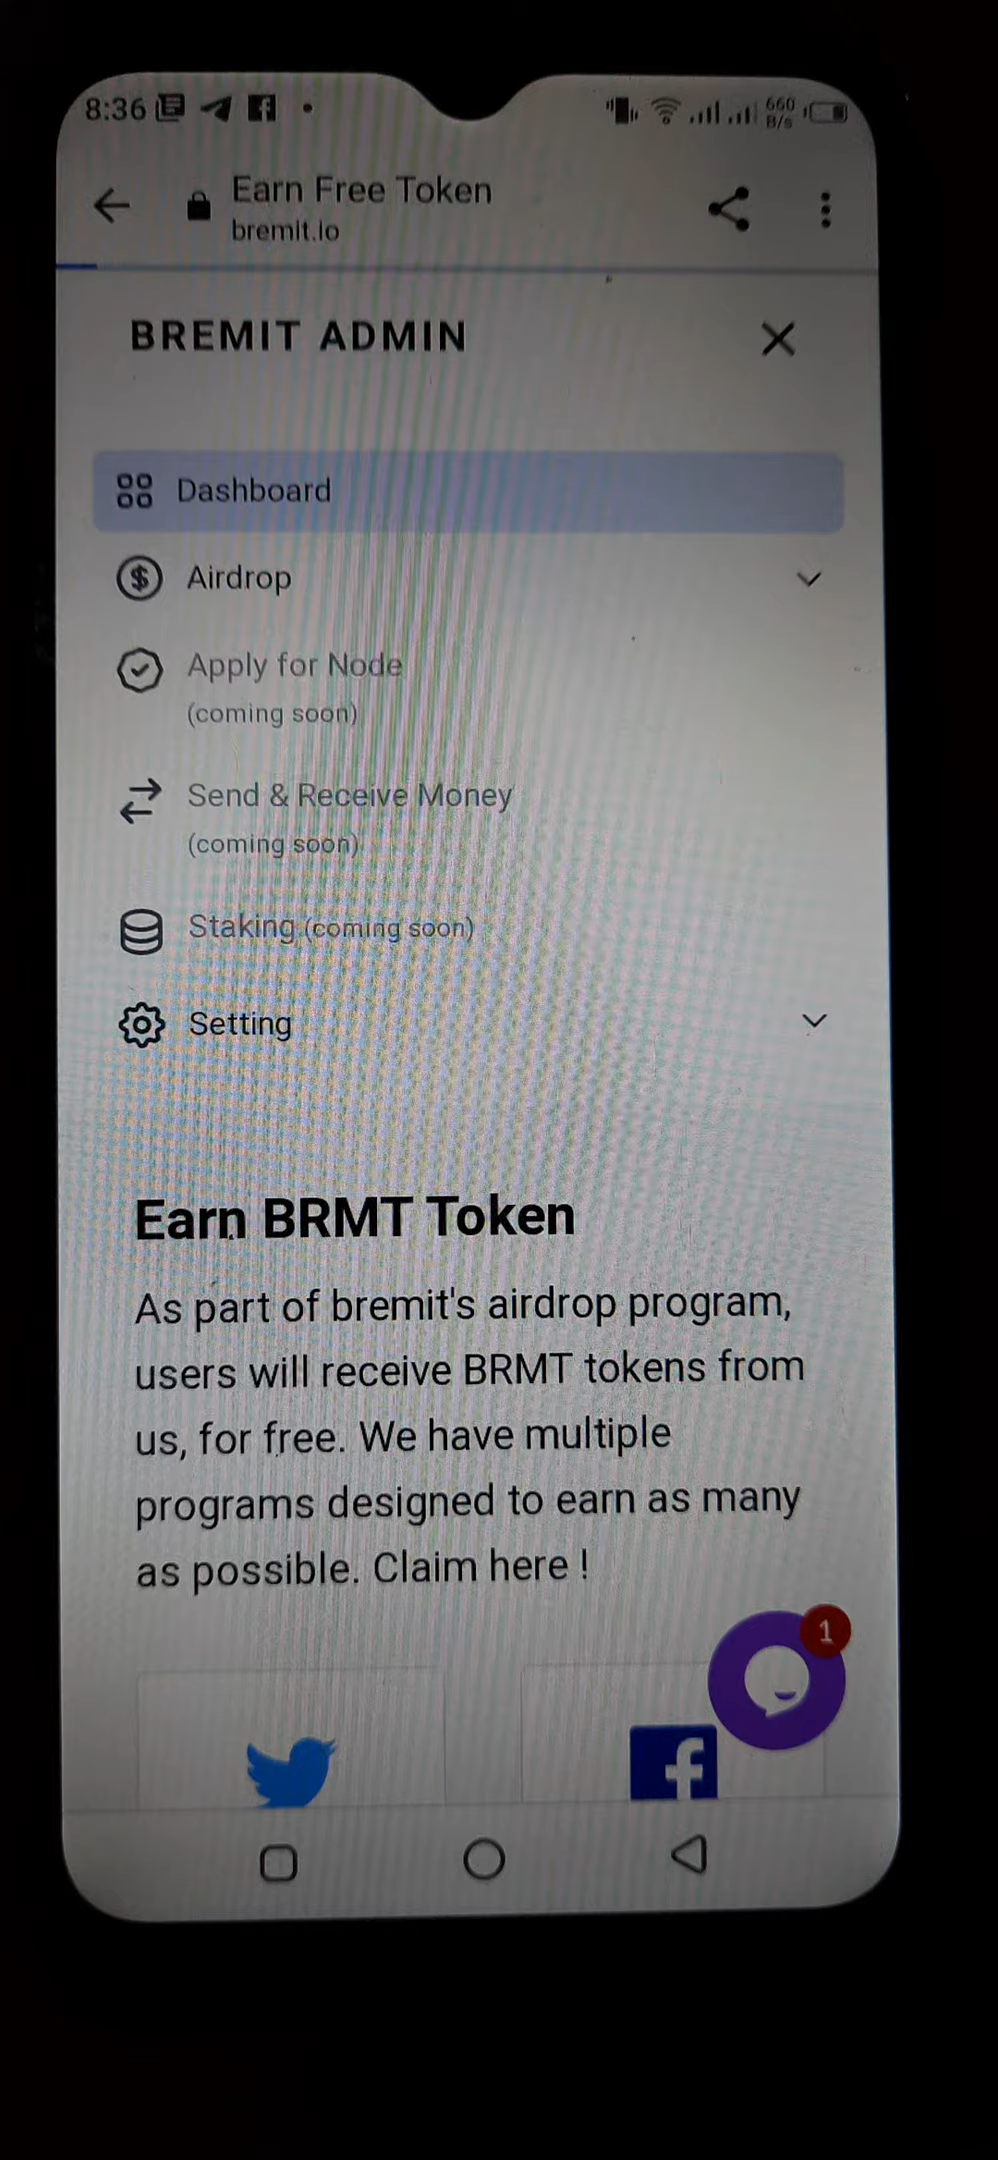 8:36
660
B/s
Earn Free Token
bremit.io
BREMIT ADMIN
Dashboard
Airdrop
Apply for Node
(coming soon)
Send & Receive Money
(coming soon)
Staking (coming soon)
Setting
Earn BRMT Token
As part of bremit's airdrop program,
users will receive BRMT tokens from
us, for free. We have multiple
programs designed to earn as many
as possible. Claim here !
1